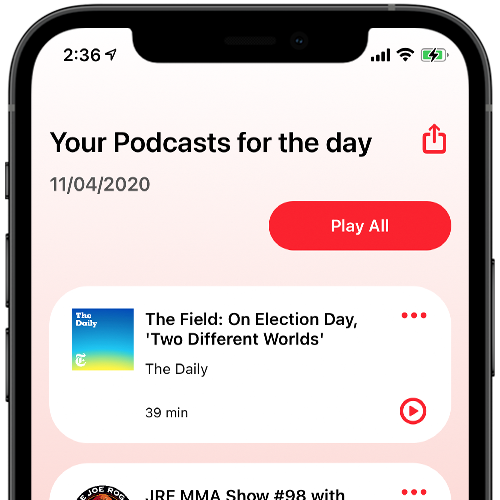 2:36
Your Podcasts for the day
11/04/2020
Play All
The
Daily
The Field: On Election Day,
'Two Different Worlds'
The Daily
39 min
JOE ROG
JRE MMA Show #98 with